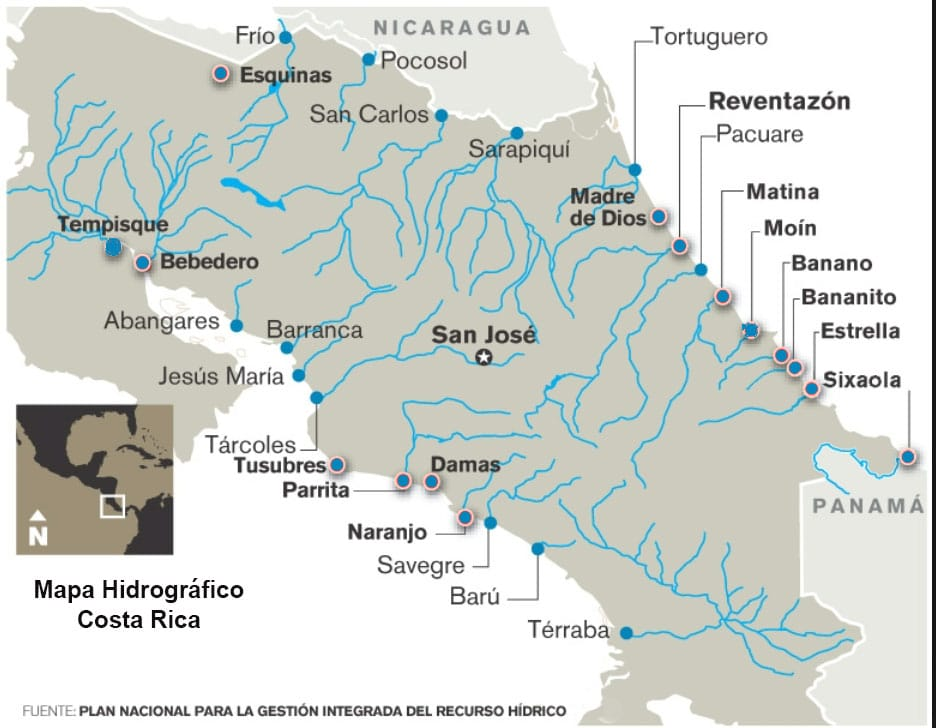 NICARAGUA
Frío
Tortuguero
Pocosol
Esquinas
Reventazón
San Carlos
Pacuare
Sarapiquí
Madre
de Dios
Matina
Tempisque
Moín
Bebedero
Banano
Bananito
Abangares
Barranca
San José
Estrella
Jesús María
Sixaola
Tárcoles
Tusubres
Damas
Parrita
PANAMÁ
Naranjo
N
Savegre
Mapa Hidrográfico
Costa Rica
Barú
Térraba
FUENTE: PLAN NACIONAL PARA LA GESTIÓN INTEGRADA DEL RECURSO HÍDRICO